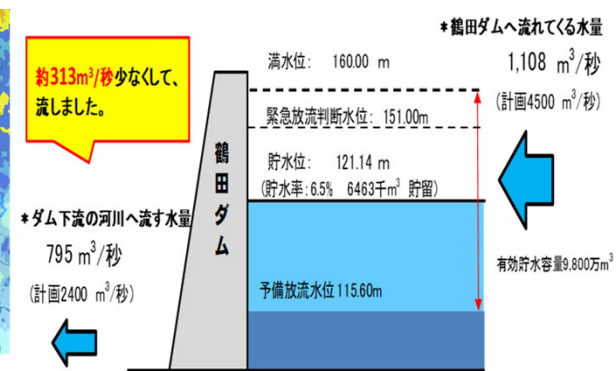 約313m³/秒少なくして、
流しました。
＊ダム下流の河川へ流す水量
795 m³/秒
(計画2400 m³/秒)
鶴田ダム
満水位： 160.00 m
緊急放流判断水位： 151.00m
貯水位： 121.14 m
(貯水率：6.5% 6463千m³ 貯留)
予備放流水位 115.60m
＊鶴田ダムへ流れてくる水量
1,108 m³/秒
(計画4500 m³/秒)
有効貯水容量9,800万m³